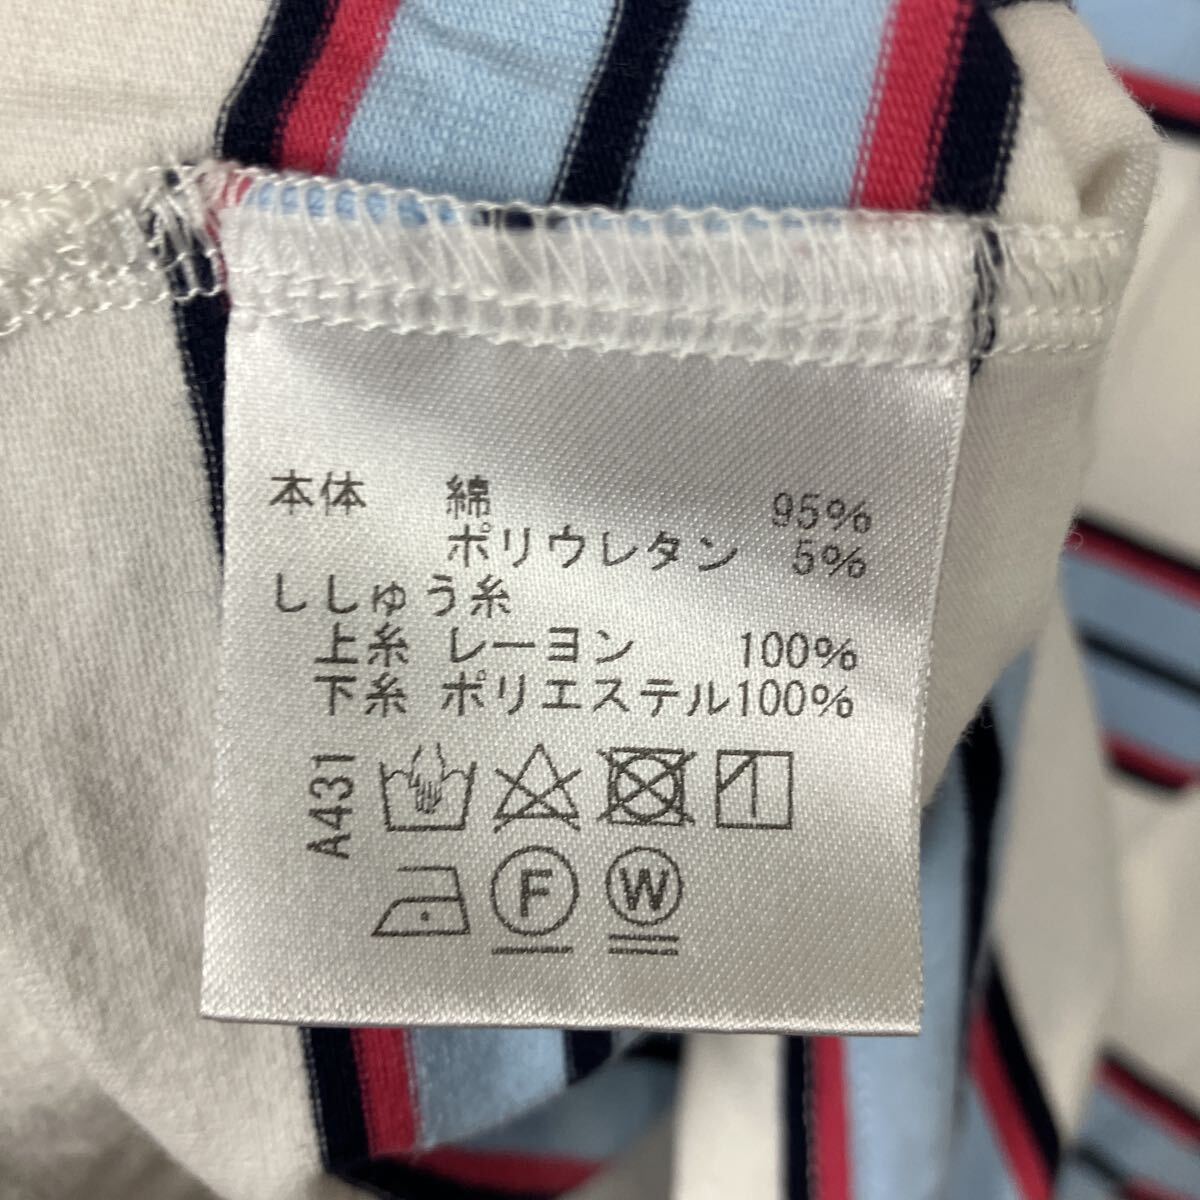 本体 綿 95%
ポリウレタン 5%
ししゅう糸
上糸 レーヨン 100%
下糸 ポリエステル100%
A431
F W